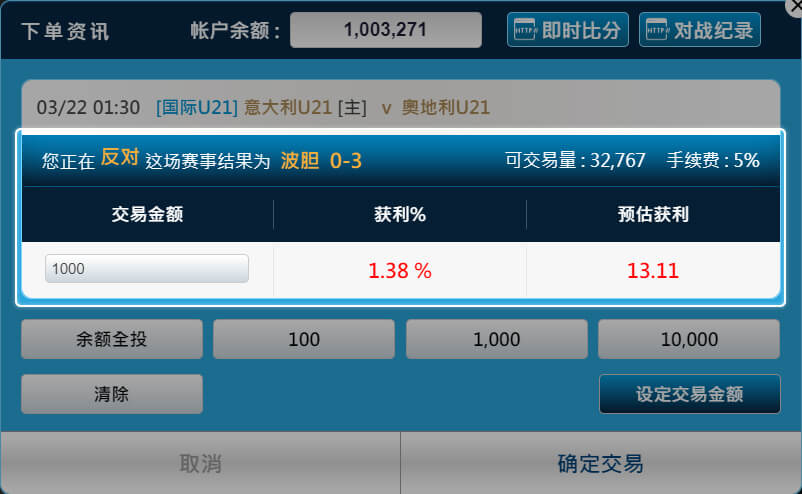 下单资讯 帐户余额 : 1,003,271 HTTP:// 即时比分 HTTP:// 对战纪录
03/22 01:30 [国际U21] 意大利U21 [主] v 奥地利U21
您正在 反对 这场赛事结果为 波胆 0-3 可交易量 : 32,767 手续费 : 5%
交易金额 获利% 预估获利
1000 1.38 % 13.11
余额全投 100 1,000 10,000
清除 设定交易金额
取消 确定交易